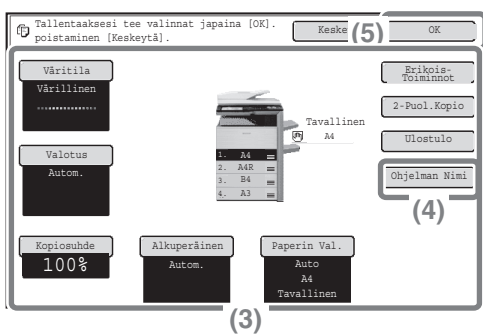 Tallentaaksesi tee valinnat japaina [OK].
poistaminen [Keskeytä].
Keske
(5)
OK
Väritila
Värillinen
Erikois-
Toiminnot
2-Puol.Kopio
Tavallinen
A4
Ulostulo
Valotus
Autom.
1. A4
2. A4R
3. B4
4. A3
Ohjelman Nimi
(4)
Kopiosuhde
100%
Alkuperäinen
Autom.
Paperin Val.
Auto
A4
Tavallinen
(3)